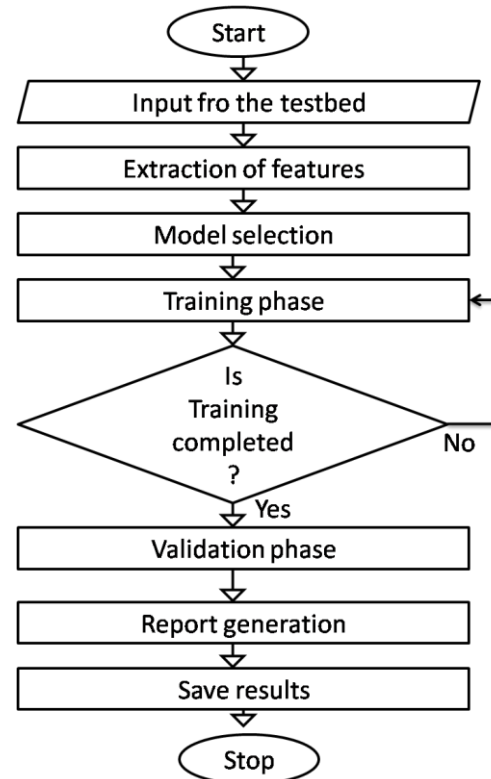 Start
Input fro the testbed
Extraction of features
Model selection
Training phase
Is
Training
completed
?
No
Yes
Validation phase
Report generation
Save results
Stop